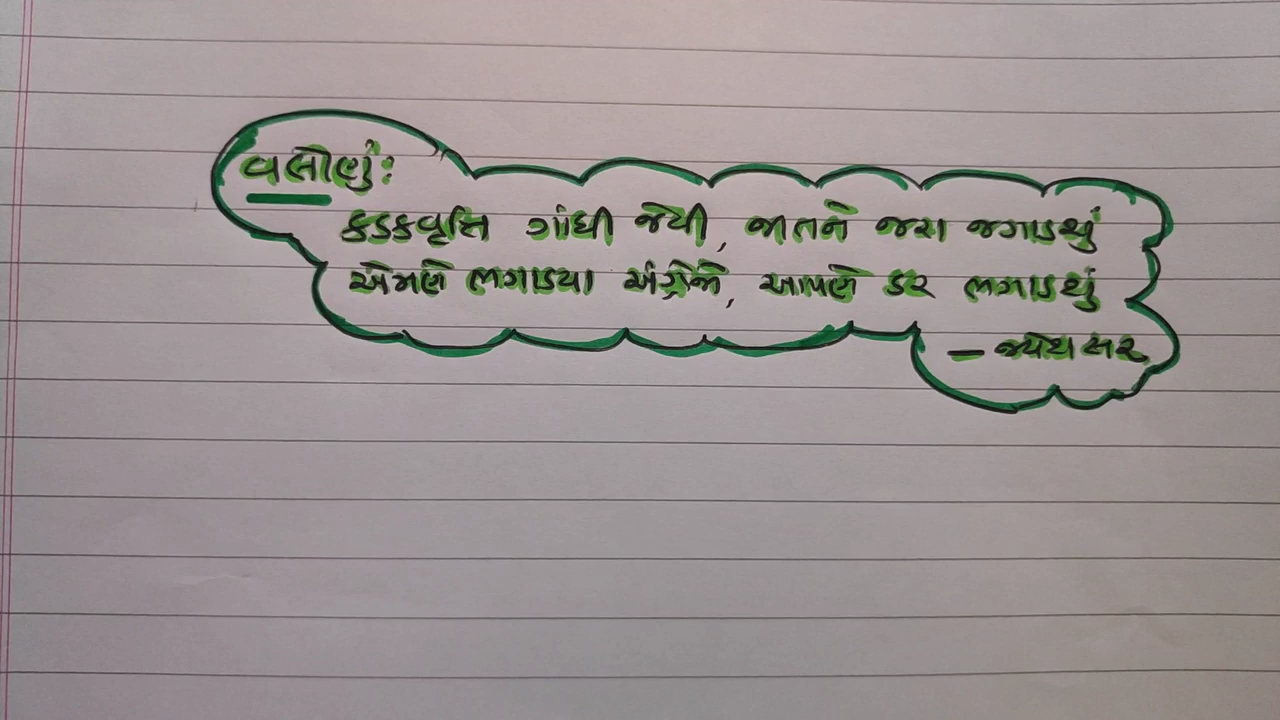 વલોણું:
કડકવૃત્તિ ગાંધી જેવી, જાતને જરા જગાડશું
એમણે ભગાડ્યા અંગ્રેજો, આપણે ડર ભગાડશું
– જયેશ સર